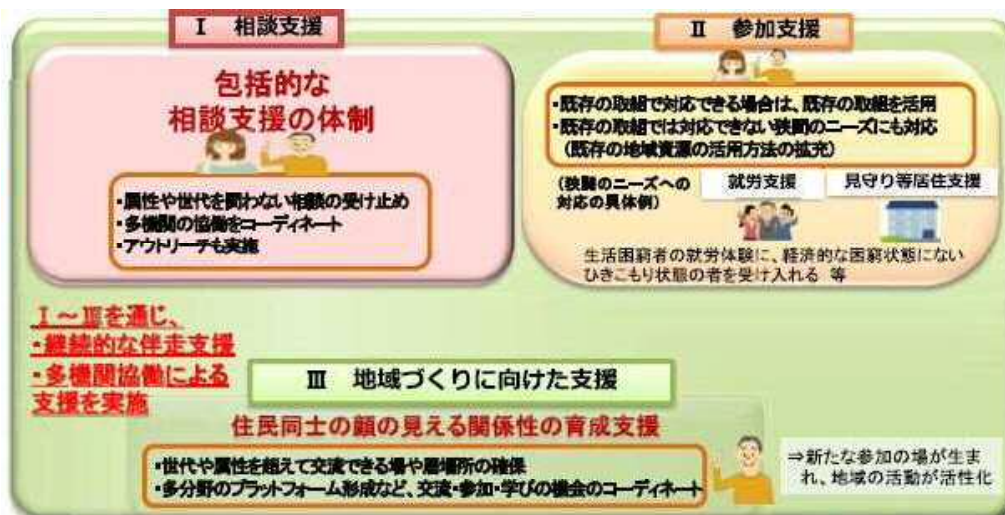 Ⅰ 相談支援
包括的な
相談支援の体制
・属性や世代を問わない相談の受け止め
・多機関の協働をコーディネート
・アウトリーチも実施
Ⅱ 参加支援
・既存の取組で対応できる場合は、既存の取組を活用
・既存の取組では対応できない狭間のニーズにも対応
(既存の地域資源の活用方法の拡充)
(狭間のニーズへの
対応の具体例)
就労支援
見守り等居住支援
生活困窮者の就労体験に、経済的な困窮状態にない
ひきこもり状態の者を受け入れる 等
Ⅰ～Ⅲを通じ、
・継続的な伴走支援
・多機関協働による
支援を実施
Ⅲ 地域づくりに向けた支援
住民同士の顔の見える関係性の育成支援
・世代や属性を超えて交流できる場や居場所の確保
・多分野のプラットフォーム形成など、交流・参加・学びの機会のコーディネート
⇒新たな参加の場が生ま
れ、地域の活動が活性化